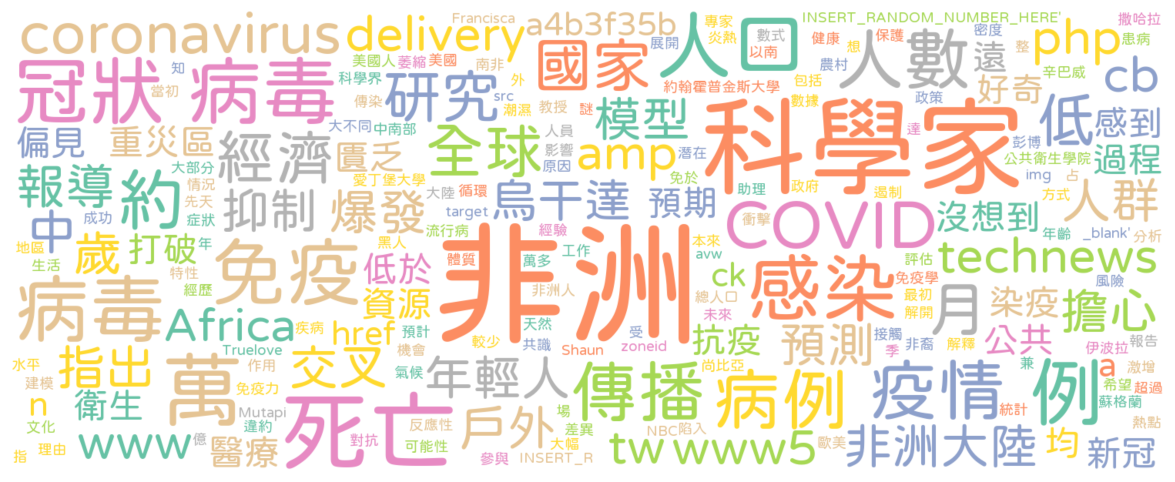 coronavirus
delivery
Francisca
a4b3f35b
專家
炎熱
展開
數式
以南
INSERT_RANDOM_NUMBER_HERE'
健康
保護
密度
撒哈拉
冠狀病毒
研究
國家
人口
人數
遠
好奇
php
想
整
患病
cb
美國人
萎縮
美國
南非
外
科學界
知
當初
傳染
src
潮濕
教授
謎
約翰霍普金斯大學
包括
農村
數據
政策
辛巴威
偏見
重災區
經濟
匱乏
大不同
中南部
全球
人員
影響
原因
模型
amp
潛在
科學家
達
低
感到
彭博
公共衛生學院
過程
img
占
報導
約
大部分
情況
先天
症狀
抑制
爆發
愛丁堡大學
大陸
循環
target
流行病
烏干達
免於
預期
助理
政府
遏制
衝擊
沒想到
方式
人群
年齡
_blank'
分析
中
成功
歲
打破
年
特性
經歷
地區
生活
免疫
黑人
低於
體質
經驗
萬多
工作
非洲
非洲人
本來
avw
COVID
評估
免疫學
technews
風險
病毒
Africa
疾病
資源
href
預計
機會
較少
天然
共識
ck
總人口
未來
受
zoneid
抗疫
感染
最初
解開
月
染疫
擔心
Truelove
Shaun
尚比亞
預測
接觸
季
非裔
解釋
公共
伊波拉
報告
水平
建模
指出
萬
作用
免疫力
交叉
氣候
年輕人
傳播
病例
疫情
兼
例
a
激增
希望
超過
蘇格蘭
n
文化
衛生
Mutapi
違約
死亡
反應性
戶外
場
差異
統計
熱點
指
理由
www
億
醫療
對抗
可能性
參與
大幅
INSERT_R
tw
NBC
陷入
www5
歐美
非洲大陸
均
新冠